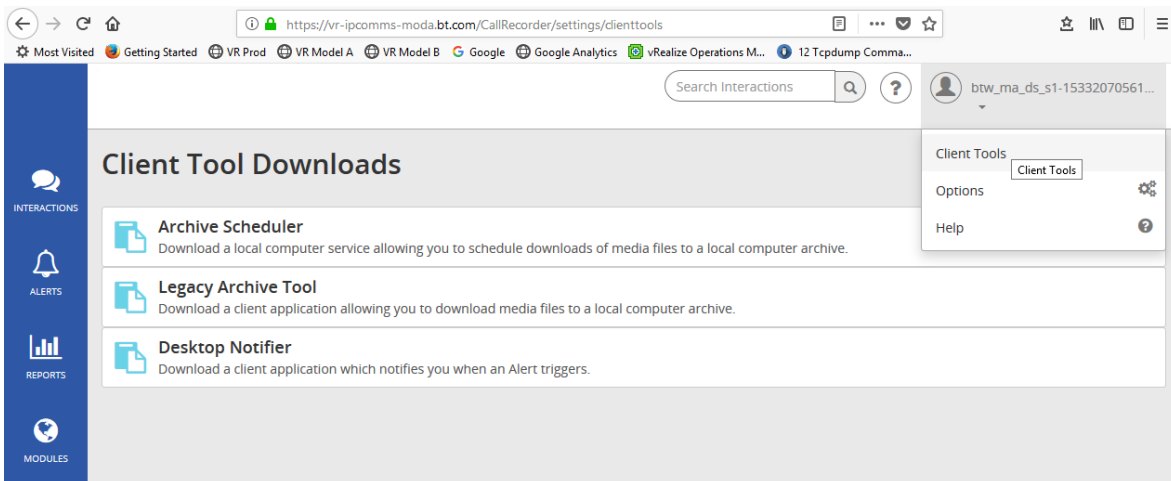 https://vr-ipcomms-moda.bt.com/CallRecorder/settings/clienttools
Most Visited Getting Started VR Prod VR Model A VR Model B Google Google Analytics vRealize Operations M... 12 Tcpdump Comma...
Search Interactions ? btw_ma_ds_s1-15332070561...
Client Tools
Client Tools
Options
Help
Client Tool Downloads
INTERACTIONS
ALERTS
REPORTS
MODULES
Archive Scheduler
Download a local computer service allowing you to schedule downloads of media files to a local computer archive.
Legacy Archive Tool
Download a client application allowing you to download media files to a local computer archive.
Desktop Notifier
Download a client application which notifies you when an Alert triggers.